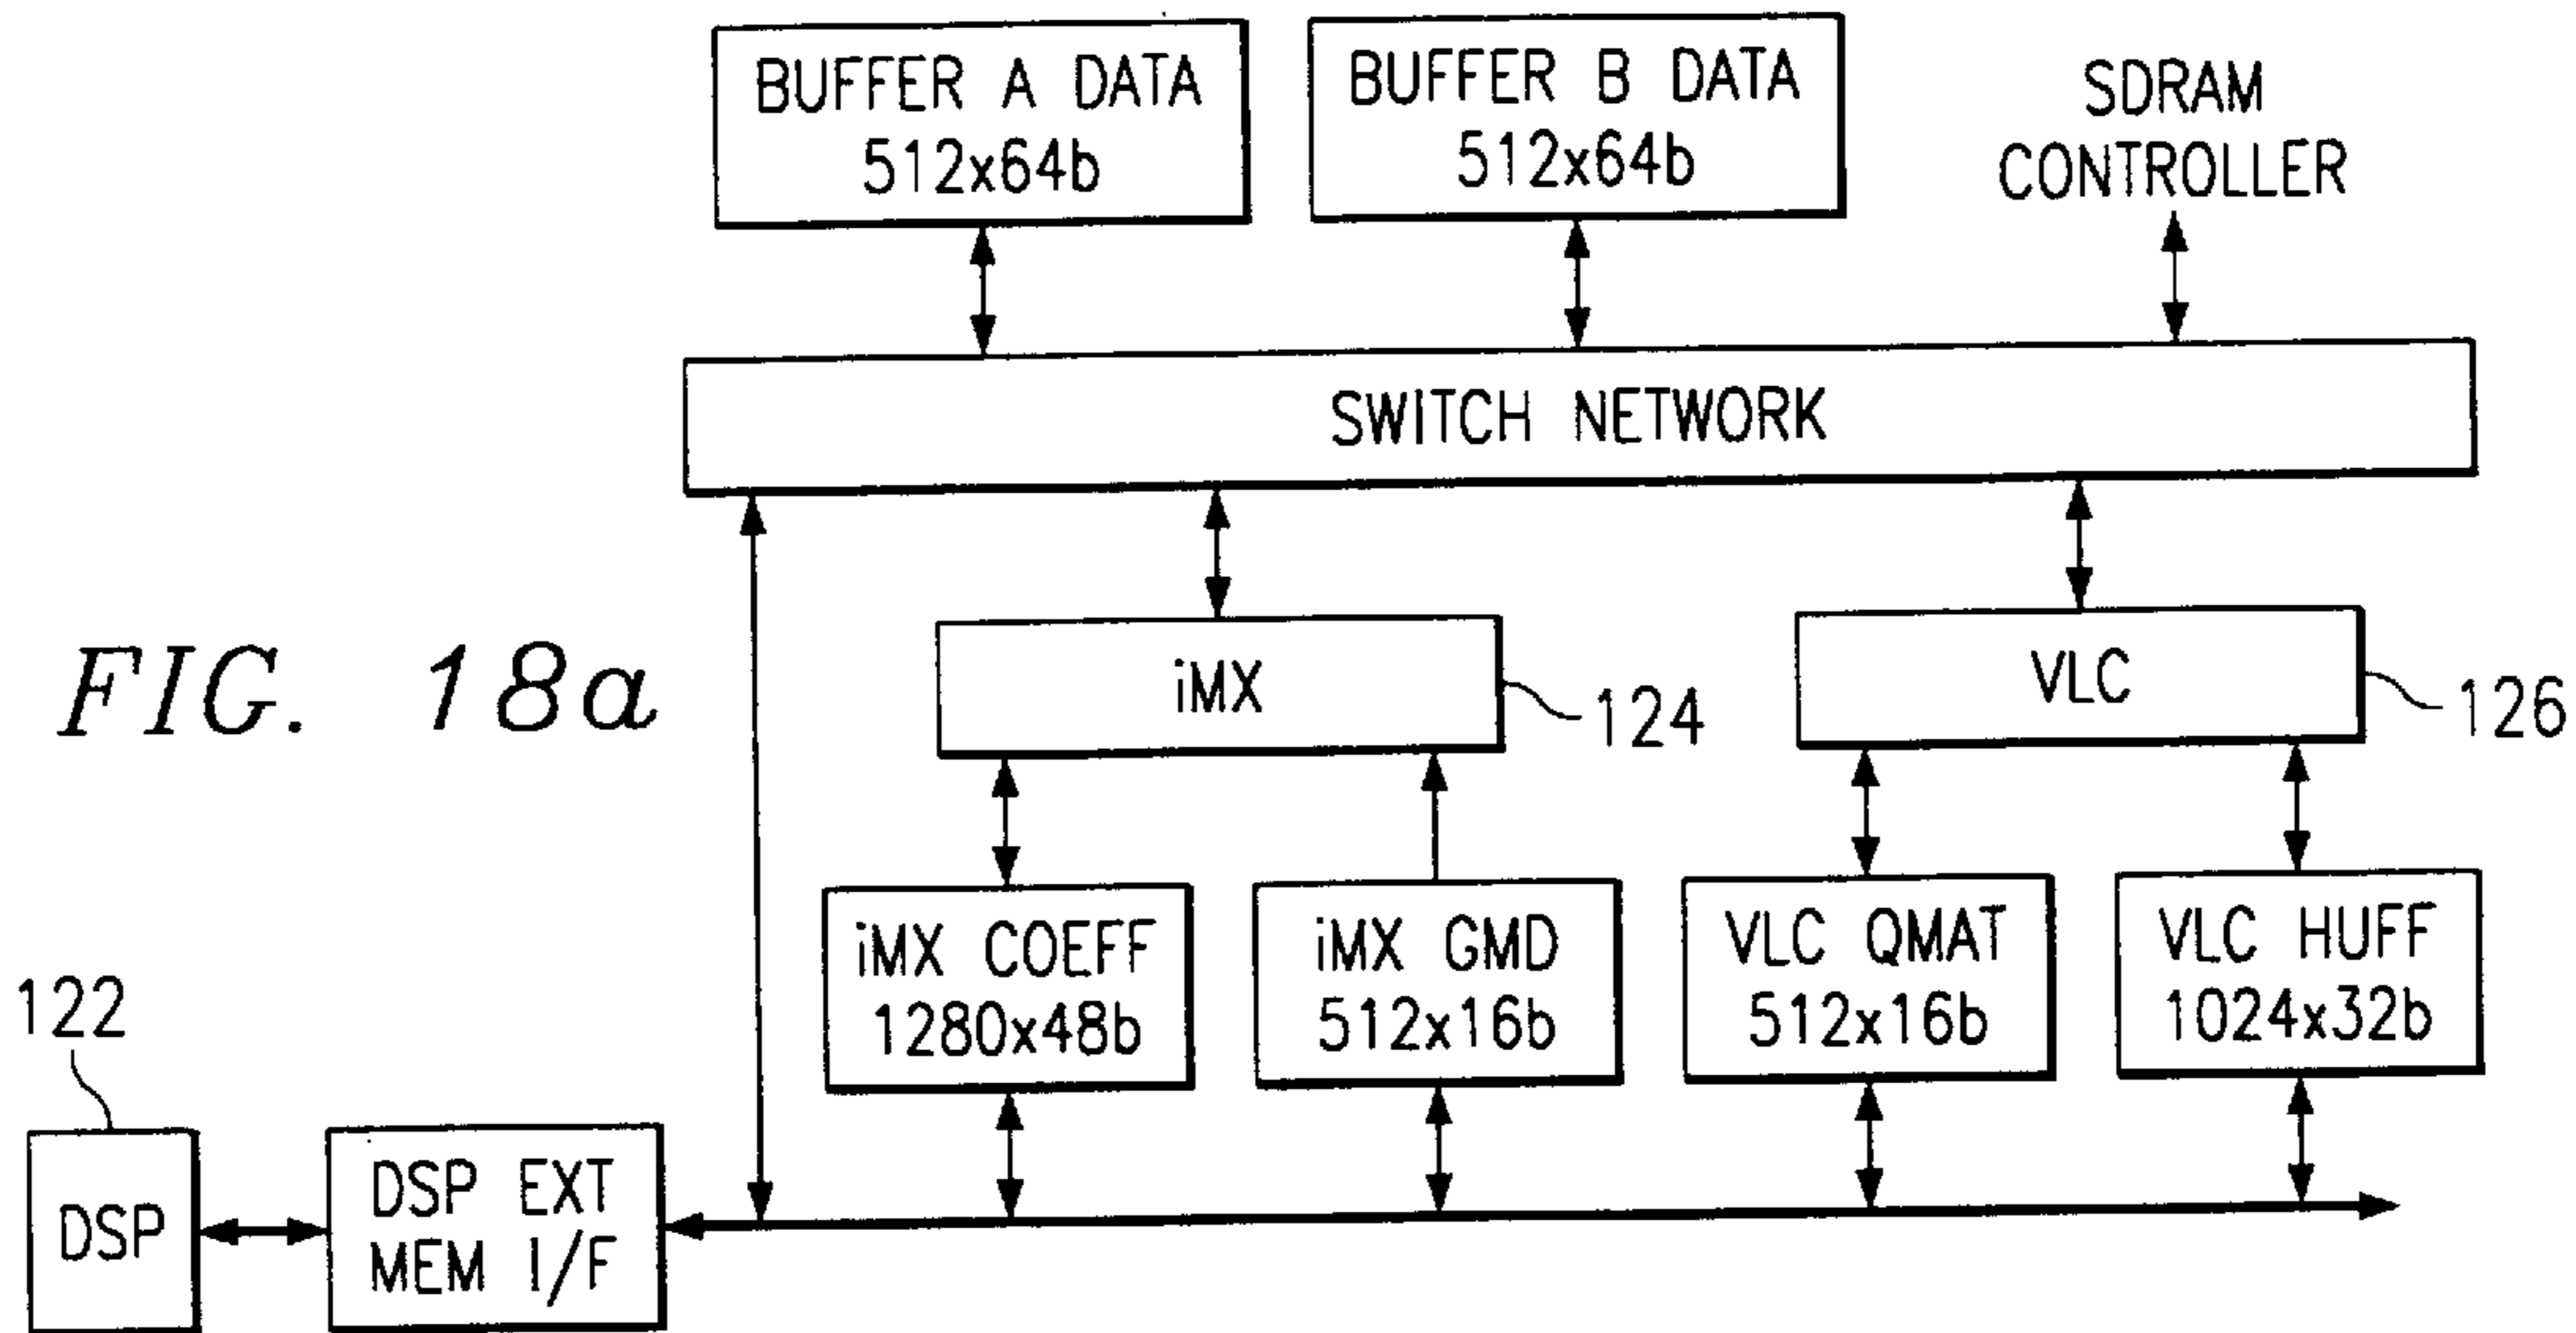 BUFFER A DATA
512x64b
BUFFER B DATA
512x64b
SDRAM
CONTROLLER
SWITCH NETWORK
FIG. 18a
iMX
124
VLC
126
iMX COEFF
1280x48b
iMX GMD
512x16b
VLC QMAT
512x16b
VLC HUFF
1024x32b
122
DSP
DSP EXT
MEM I/F